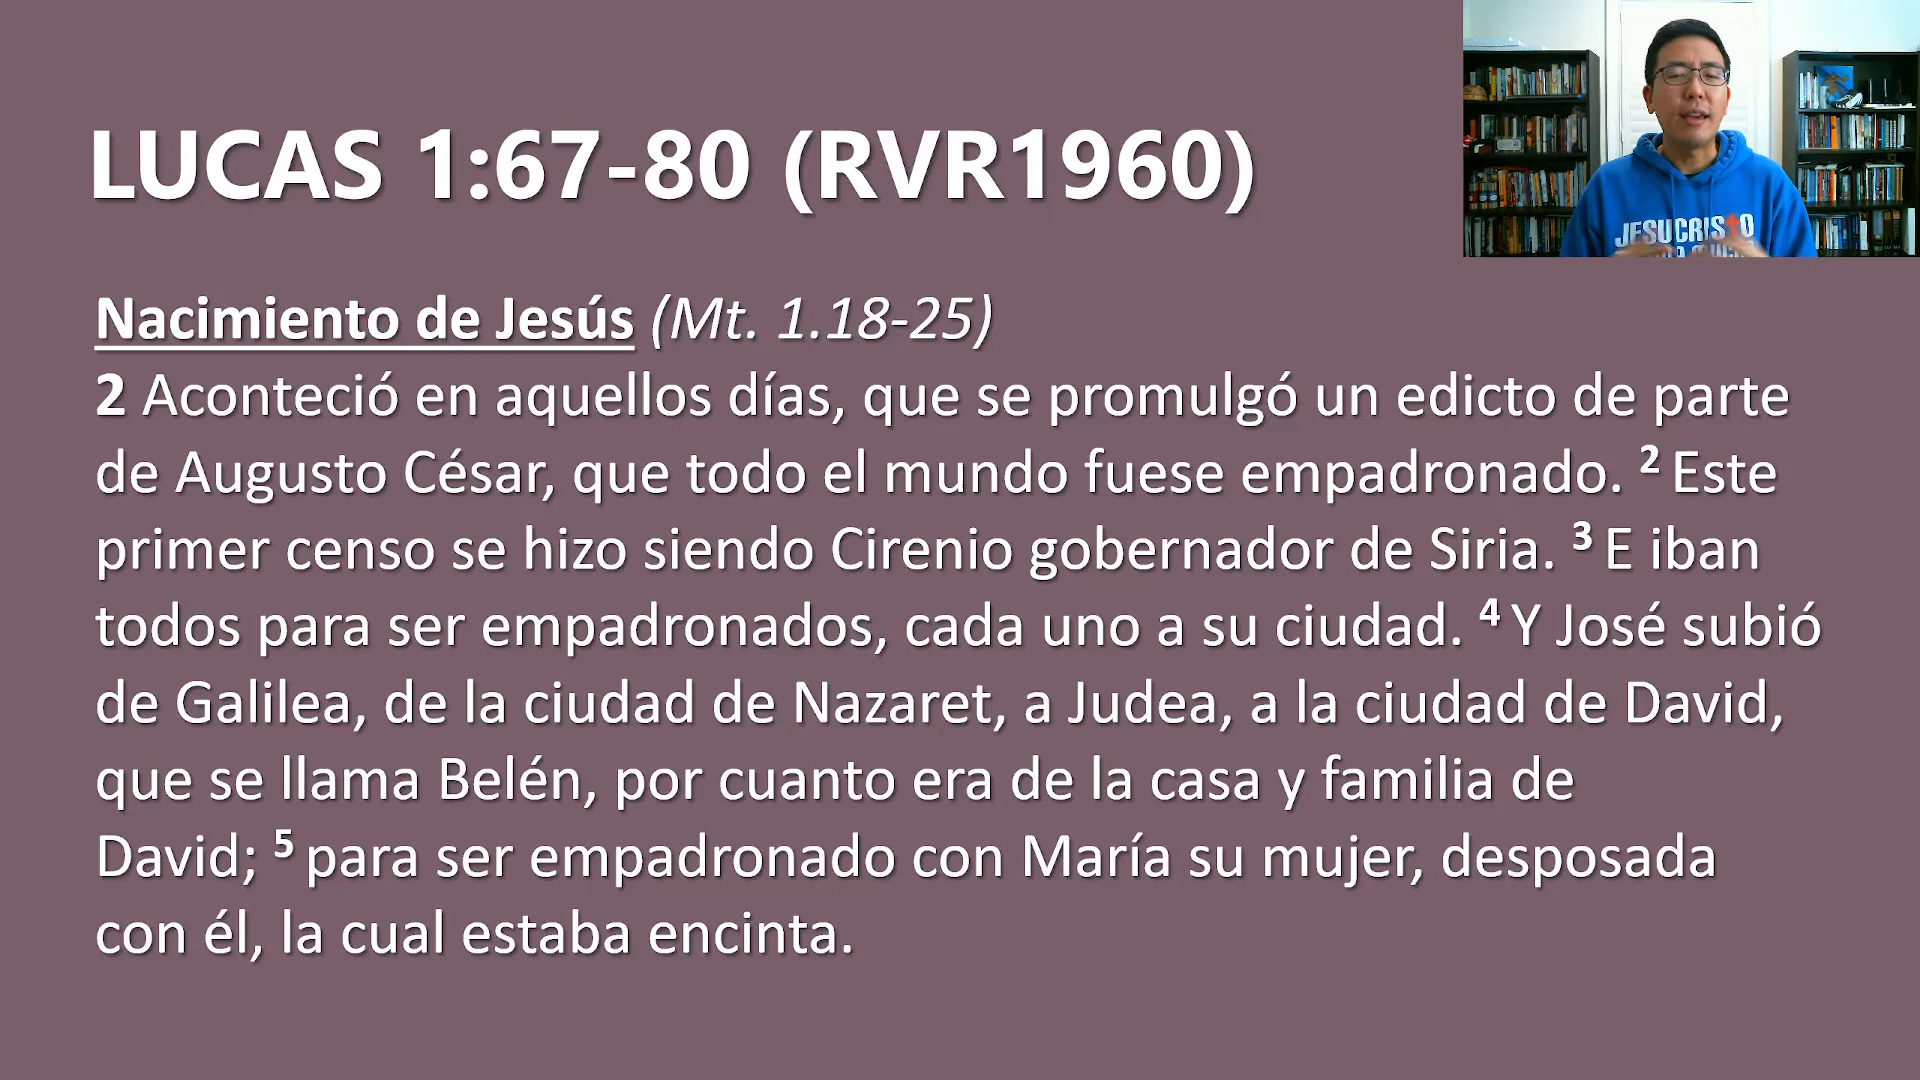 LUCAS 1:67-80 (RVR1960)
JESUCRISTO
Nacimiento de Jesús (Mt. 1.18-25)
2 Aconteció en aquellos días, que se promulgó un edicto de parte
de Augusto César, que todo el mundo fuese empadronado. 2 Este
primer censo se hizo siendo Cirenio gobernador de Siria. 3 E iban
todos para ser empadronados, cada uno a su ciudad. 4 Y José subió
de Galilea, de la ciudad de Nazaret, a Judea, a la ciudad de David,
que se llama Belén, por cuanto era de la casa y familia de
David; 5 para ser empadronado con María su mujer, desposada
con él, la cual estaba encinta.